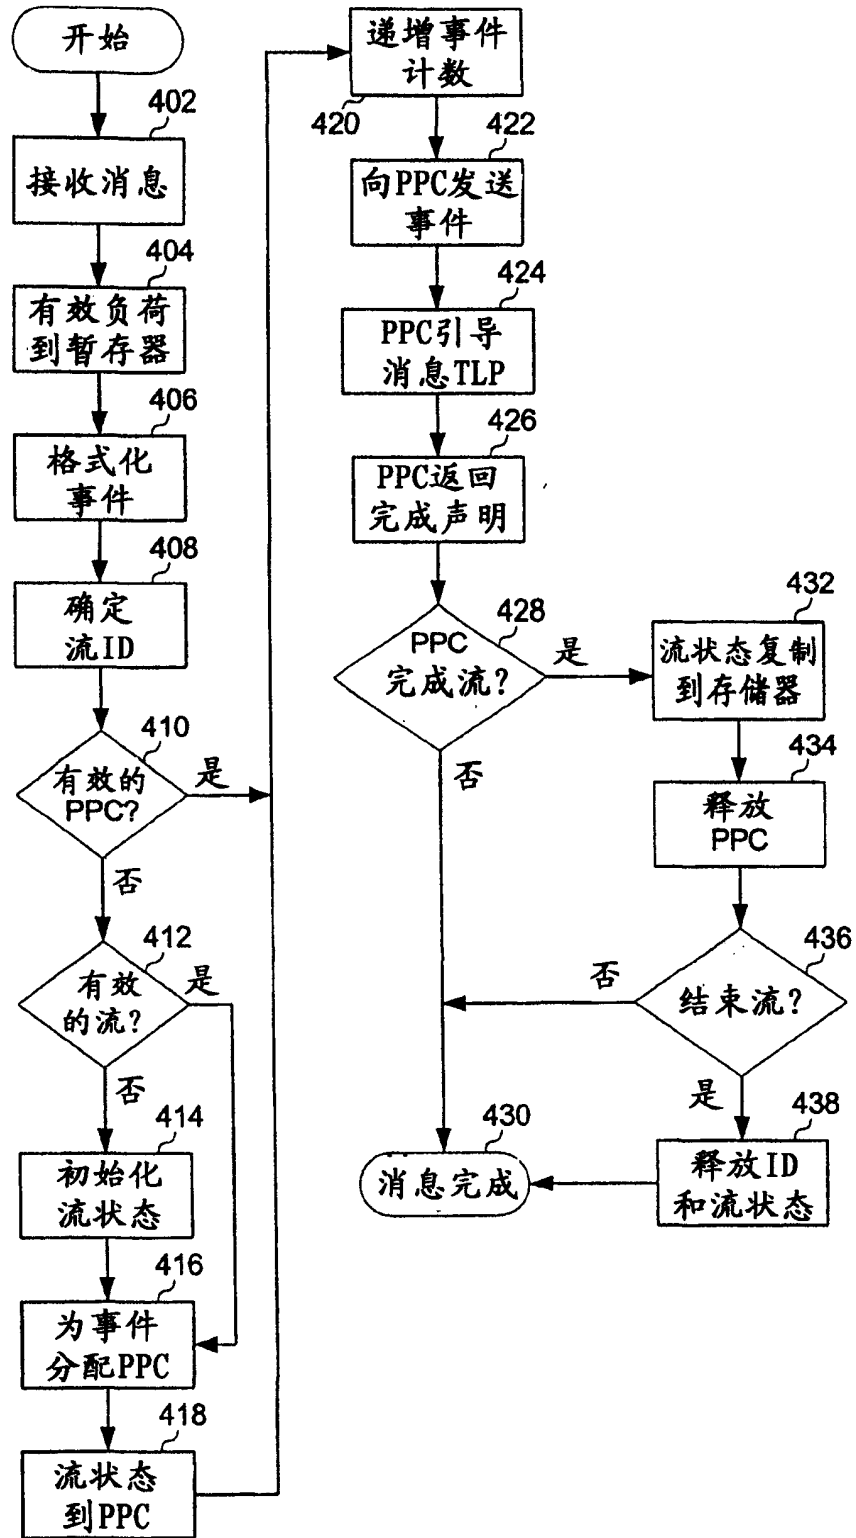 开始
402
接收消息
404
有效负荷
到暂存器
406
格式化
事件
408
确定
流ID
410
有效的
PPC?
是
否
412
有效
的流?
是
否
414
初始化
流状态
416
为事件
分配PPC
418
流状态
到PPC
递增事件
计数
420
422
向PPC发送
事件
424
PPC引导
消息TLP
426
PPC返回
完成声明
428
PPC
完成流?
是
否
432
流状态复制
到存储器
434
释放
PPC
436
结束流?
否
是
438
释放ID
和流状态
430
消息完成